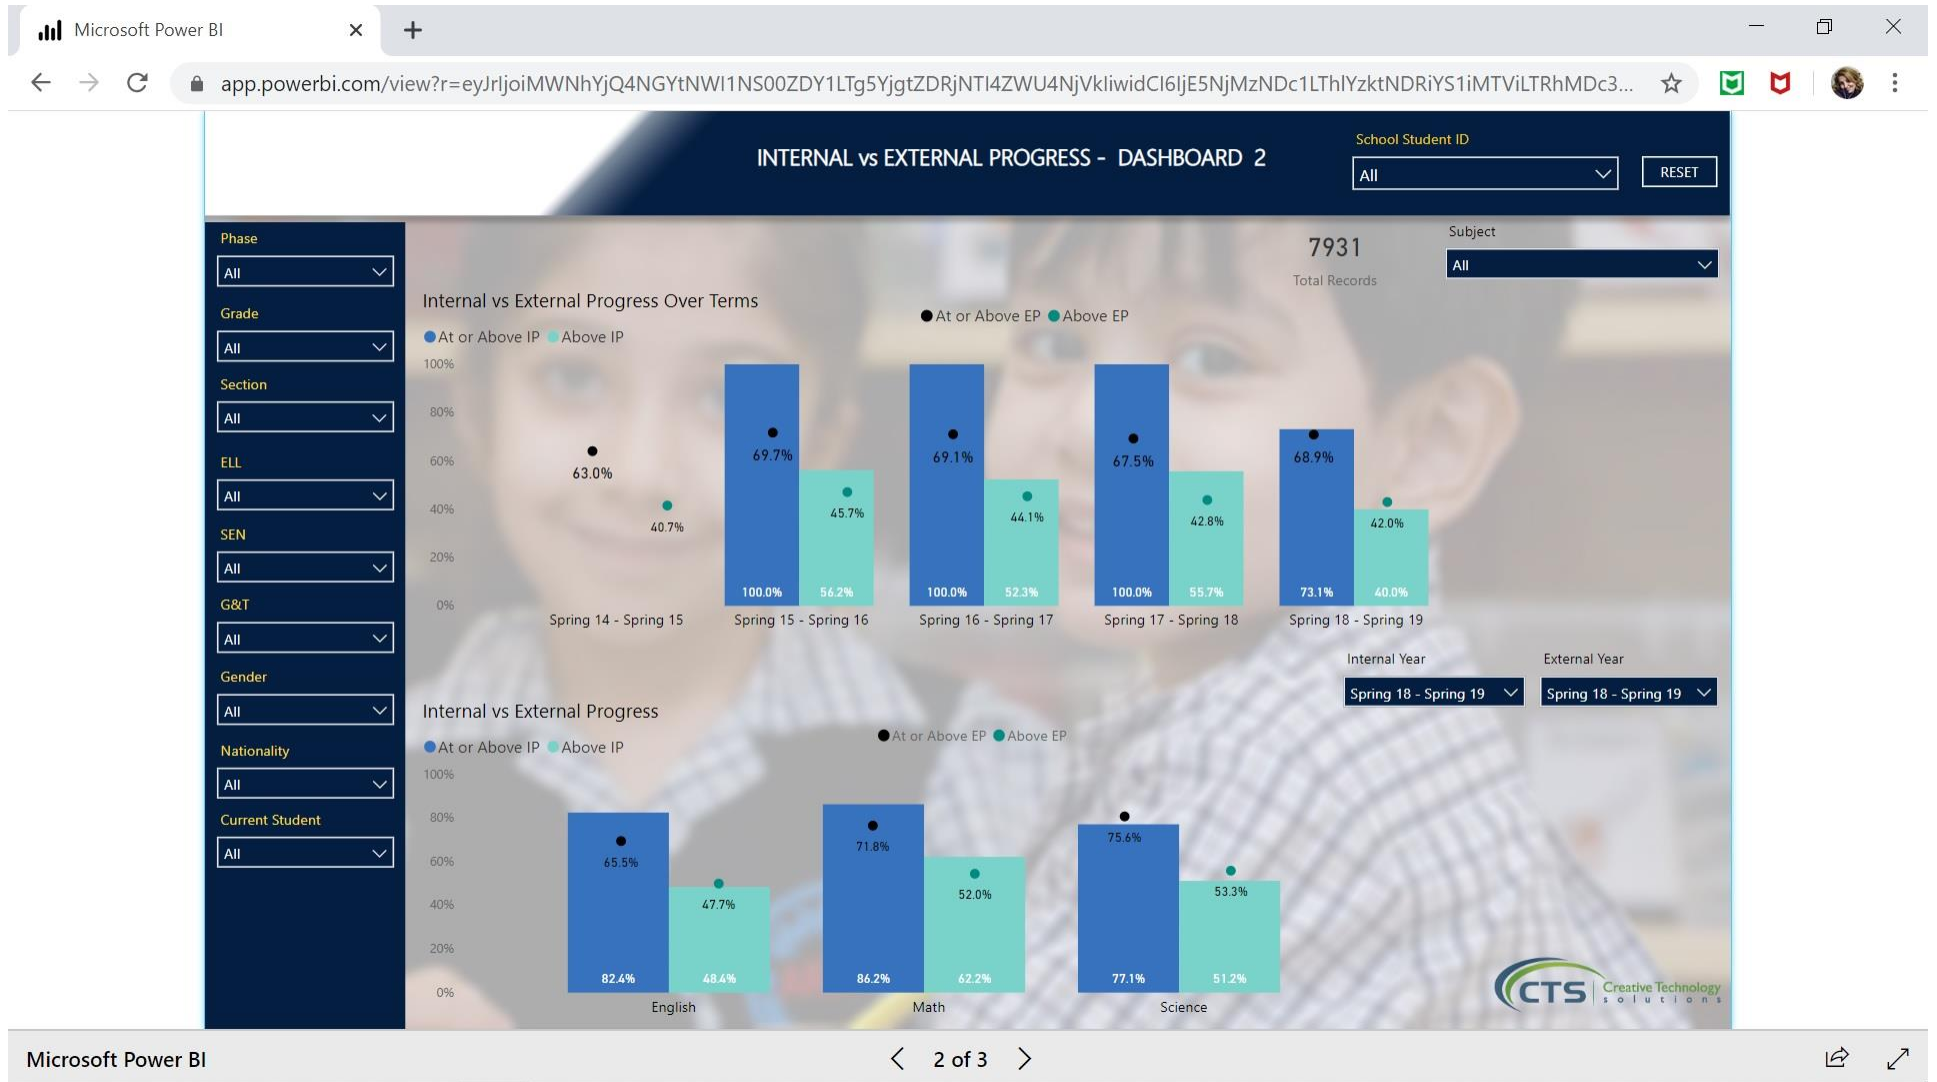 Microsoft Power BI
app.powerbi.com/view?r=eyJrIjoiMWNhYjQ4NGYtNWI1NS00ZDY1LTg5YjgtZDRjNTI4ZWU4NjVkIiwidCI6IjE5NjMzNDc1LThlYzktNDRiYS1iMTViLTRhMDc3...
INTERNAL vs EXTERNAL PROGRESS - DASHBOARD 2
School Student ID
All
RESET
Phase
All
Grade
All
Section
All
ELL
All
SEN
All
G&T
All
Gender
All
Nationality
All
Current Student
All
7931
Total Records
Subject
All
Internal vs External Progress Over Terms
At or Above IP Above IP
At or Above EP Above EP
100%
80%
60%
40%
20%
0%
63.0%
40.7%
69.7%
45.7%
69.1%
44.1%
67.5%
42.8%
68.9%
42.0%
100.0% 56.2% 100.0% 52.3% 100.0% 55.7% 73.1% 40.0%
Spring 14 - Spring 15 Spring 15 - Spring 16 Spring 16 - Spring 17 Spring 17 - Spring 18 Spring 18 - Spring 19
Internal Year
Spring 18 - Spring 19
External Year
Spring 18 - Spring 19
Internal vs External Progress
At or Above IP Above IP
At or Above EP Above EP
100%
80%
60%
40%
20%
0%
65.5%
47.7%
71.8%
52.0%
75.6%
53.3%
82.4% 48.4% 86.2% 62.2% 77.1% 51.2%
English Math Science
CTS Creative Technology
solutions
Microsoft Power BI
2 of 3